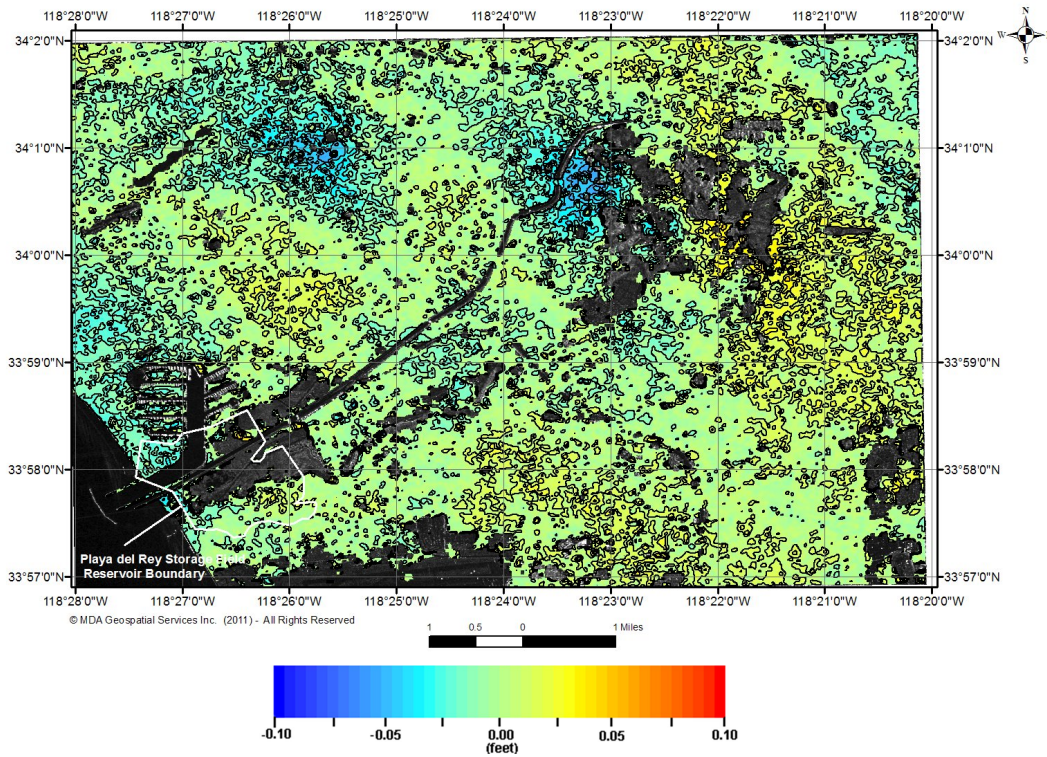 118°28'0"W 118°27'0"W 118°26'0"W 118°25'0"W 118°24'0"W 118°23'0"W 118°22'0"W 118°21'0"W 118°20'0"W
N
W
S
34°2'0"N 34°2'0"N
34°1'0"N 34°1'0"N
34°0'0"N 34°0'0"N
33°59'0"N 33°59'0"N
33°58'0"N 33°58'0"N
Playa del Rey Storage
Reservoir Boundary
33°57'0"N 33°57'0"N
118°28'0"W 118°27'0"W 118°26'0"W 118°25'0"W 118°24'0"W 118°23'0"W 118°22'0"W 118°21'0"W 118°20'0"W
© MDA Geospatial Services Inc. (2011) - All Rights Reserved
1 0.5 0 1 Miles
-0.10 -0.05 0.00 0.05 0.10
(feet)